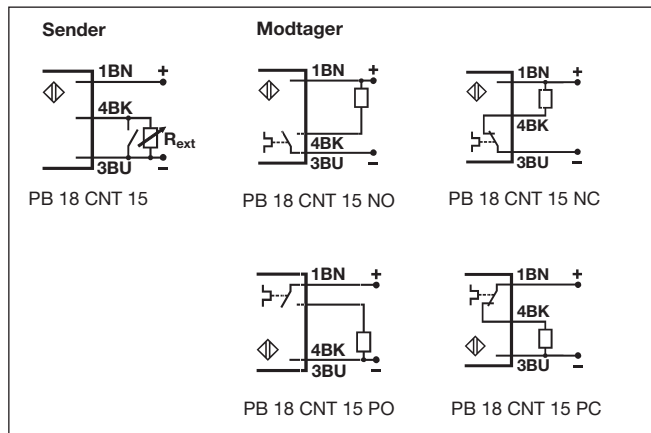 Sender
Modtager
1BN +
4BK
Rext
3BU –
PB 18 CNT 15
1BN +
4BK
3BU –
PB 18 CNT 15 NO
1BN +
4BK
3BU –
PB 18 CNT 15 NC
1BN +
4BK
3BU –
PB 18 CNT 15 PO
1BN +
4BK
3BU –
PB 18 CNT 15 PC